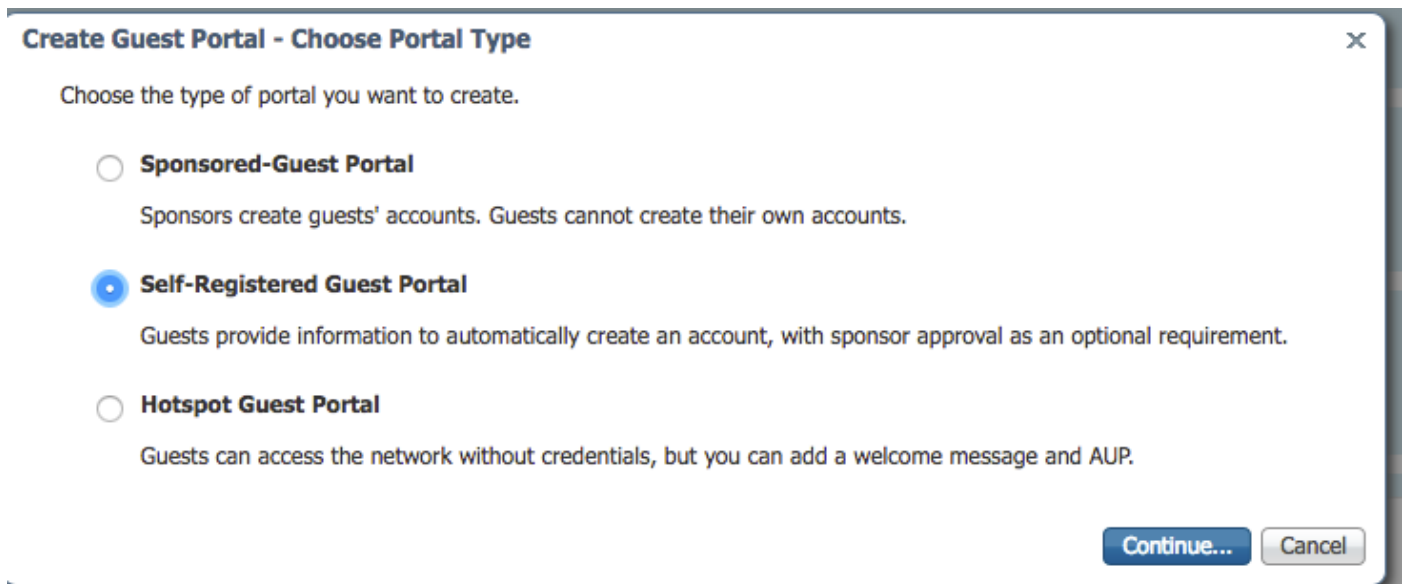 Create Guest Portal - Choose Portal Type
Choose the type of portal you want to create.
Sponsored-Guest Portal
Sponsors create guests' accounts. Guests cannot create their own accounts.
Self-Registered Guest Portal
Guests provide information to automatically create an account, with sponsor approval as an optional requirement.
Hotspot Guest Portal
Guests can access the network without credentials, but you can add a welcome message and AUP.
Continue... Cancel